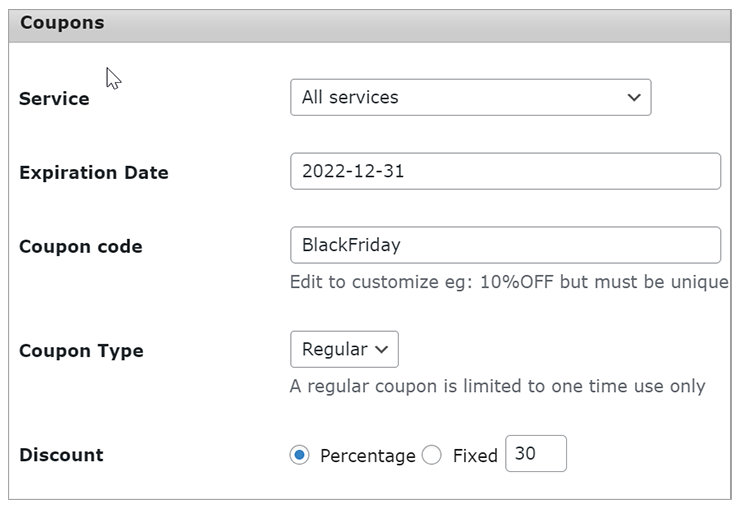 Coupons
Service All services
Expiration Date 2022-12-31
Coupon code BlackFriday
Edit to customize eg: 10%OFF but must be unique
Coupon Type Regular
A regular coupon is limited to one time use only
Discount Percentage Fixed 30